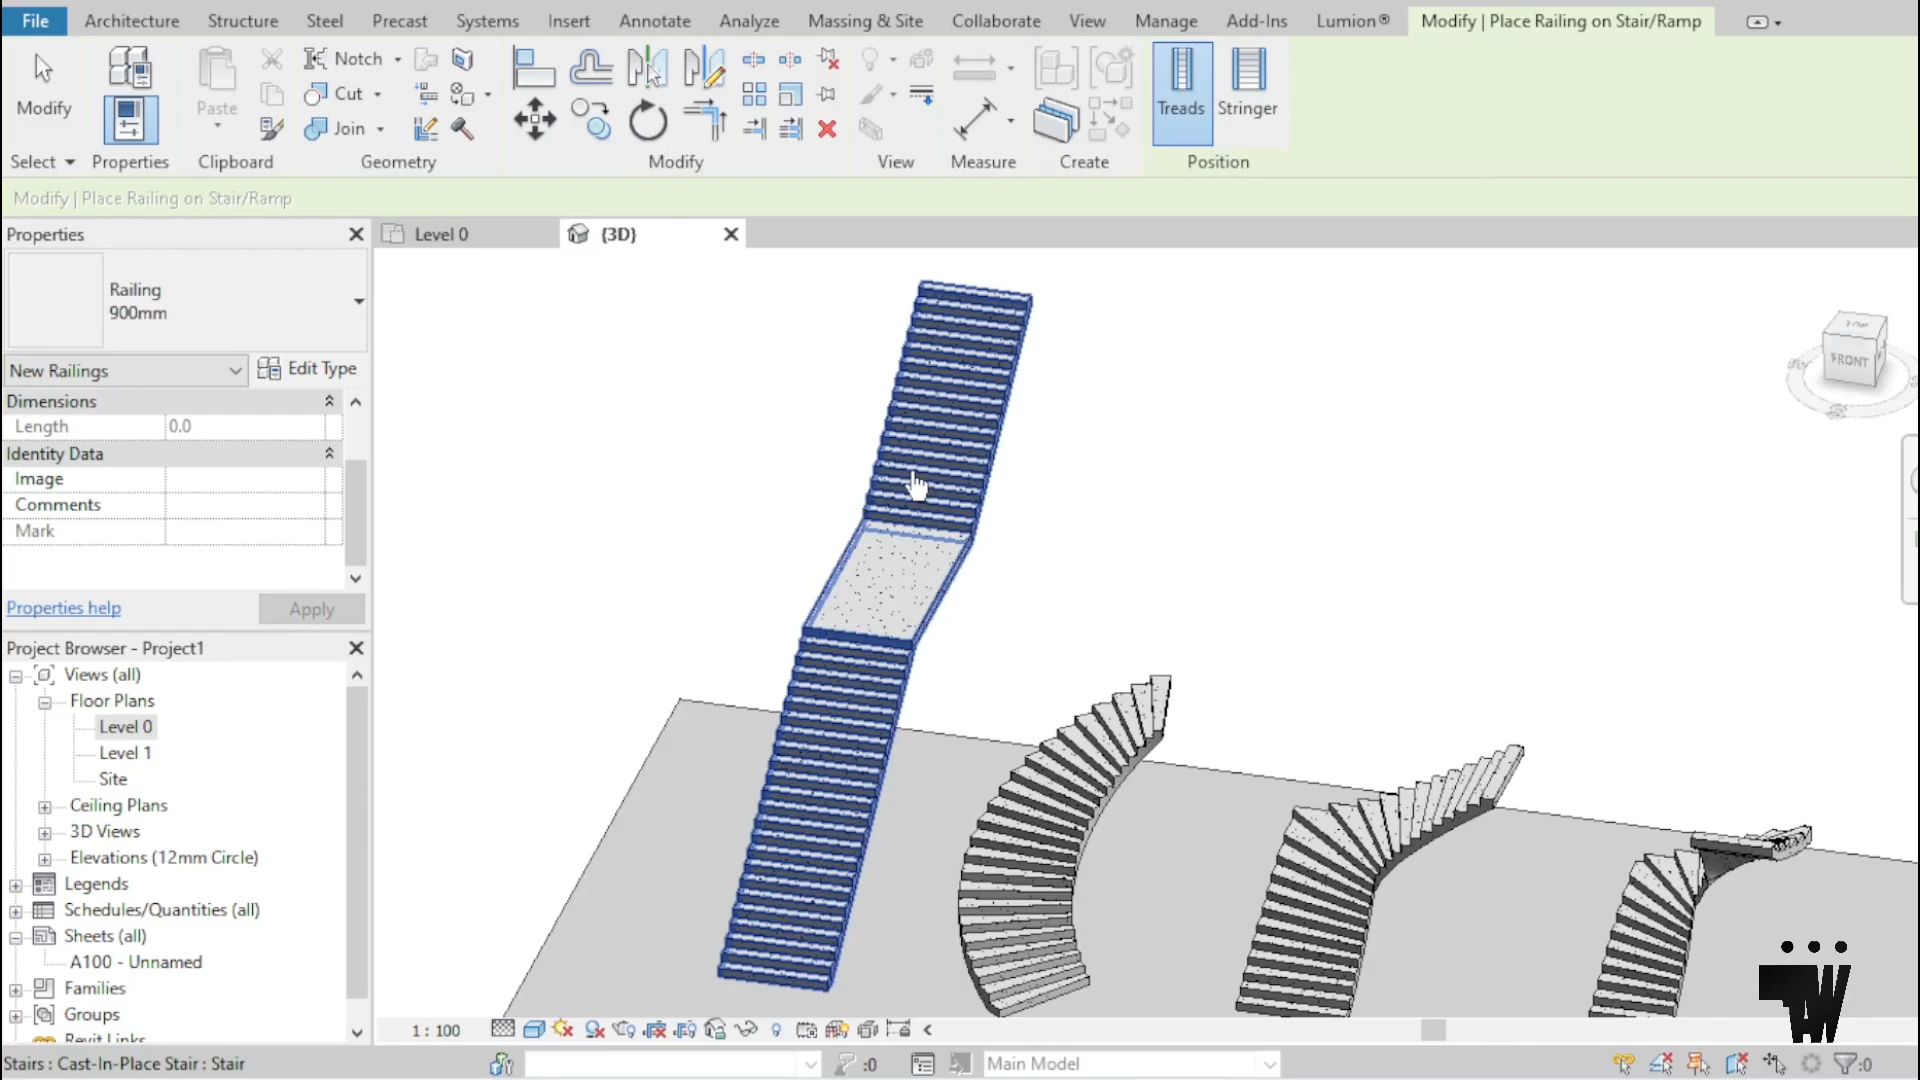 File Architecture Structure Steel Precast Systems Insert Annotate Analyze Massing & Site Collaborate View Manage Add-Ins Lumion® Modify | Place Railing on Stair/Ramp
Modify Paste Notch Cut Join Treads Stringer
Select Properties Clipboard Geometry Modify View Measure Create Position
Modify | Place Railing on Stair/Ramp
Properties
Level 0 {3D}
Railing
900mm
New Railings Edit Type
Dimensions
Length 0.0
Identity Data
Image
Comments
Mark
Properties help Apply
Project Browser - Project1
Views (all)
Floor Plans
Level 0
Level 1
Site
Ceiling Plans
3D Views
Elevations (12mm Circle)
Legends
Schedules/Quantities (all)
Sheets (all)
A100 - Unnamed
Families
Groups
Revit Links
TOP
FRONT
1 : 100
Stairs : Cast-In-Place Stair : Stair :0 Main Model :0